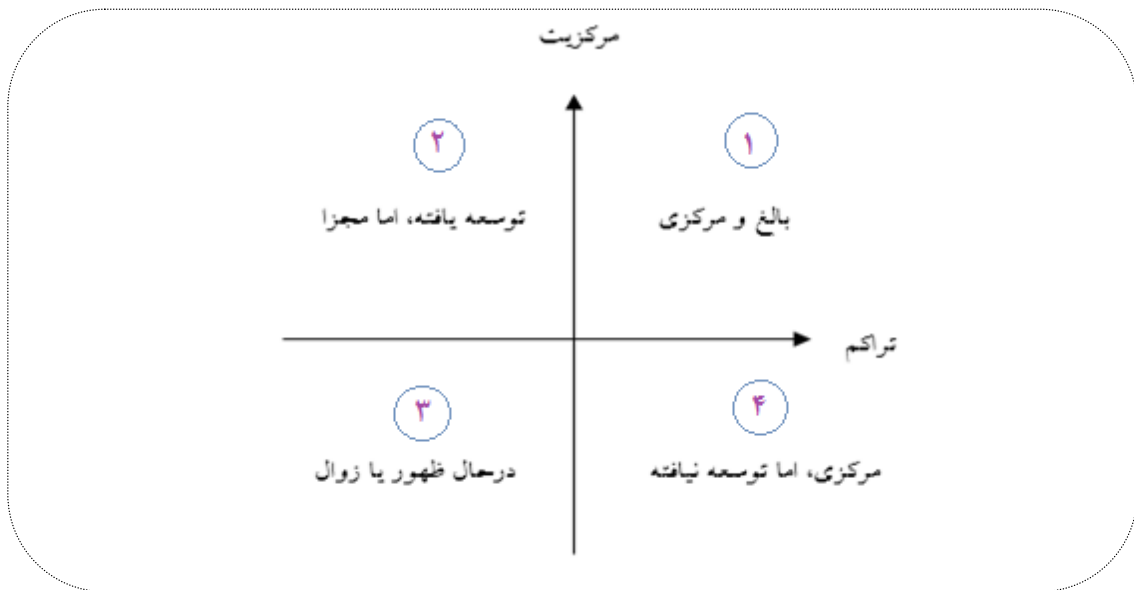 مرکزیت
۱
۲
بالغ و مرکزی
توسعه یافته، اما مجزا
تراکم
۴
۳
مرکزی، اما توسعه نیافته
درحال ظهور یا زوال